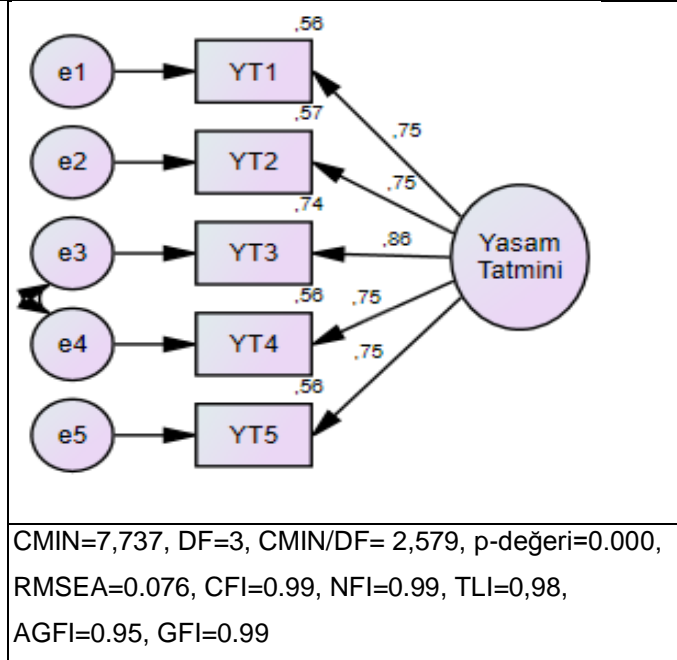 ,56
e1 YT1
,57 ,75
e2 YT2 ,75
,74
e3 YT3 ,86 Yasam
Tatmini
,56 ,75
e4 YT4
,75
,56
e5 YT5
CMIN=7,737, DF=3, CMIN/DF= 2,579, p-değeri=0.000,
RMSEA=0.076, CFI=0.99, NFI=0.99, TLI=0,98,
AGFI=0.95, GFI=0.99